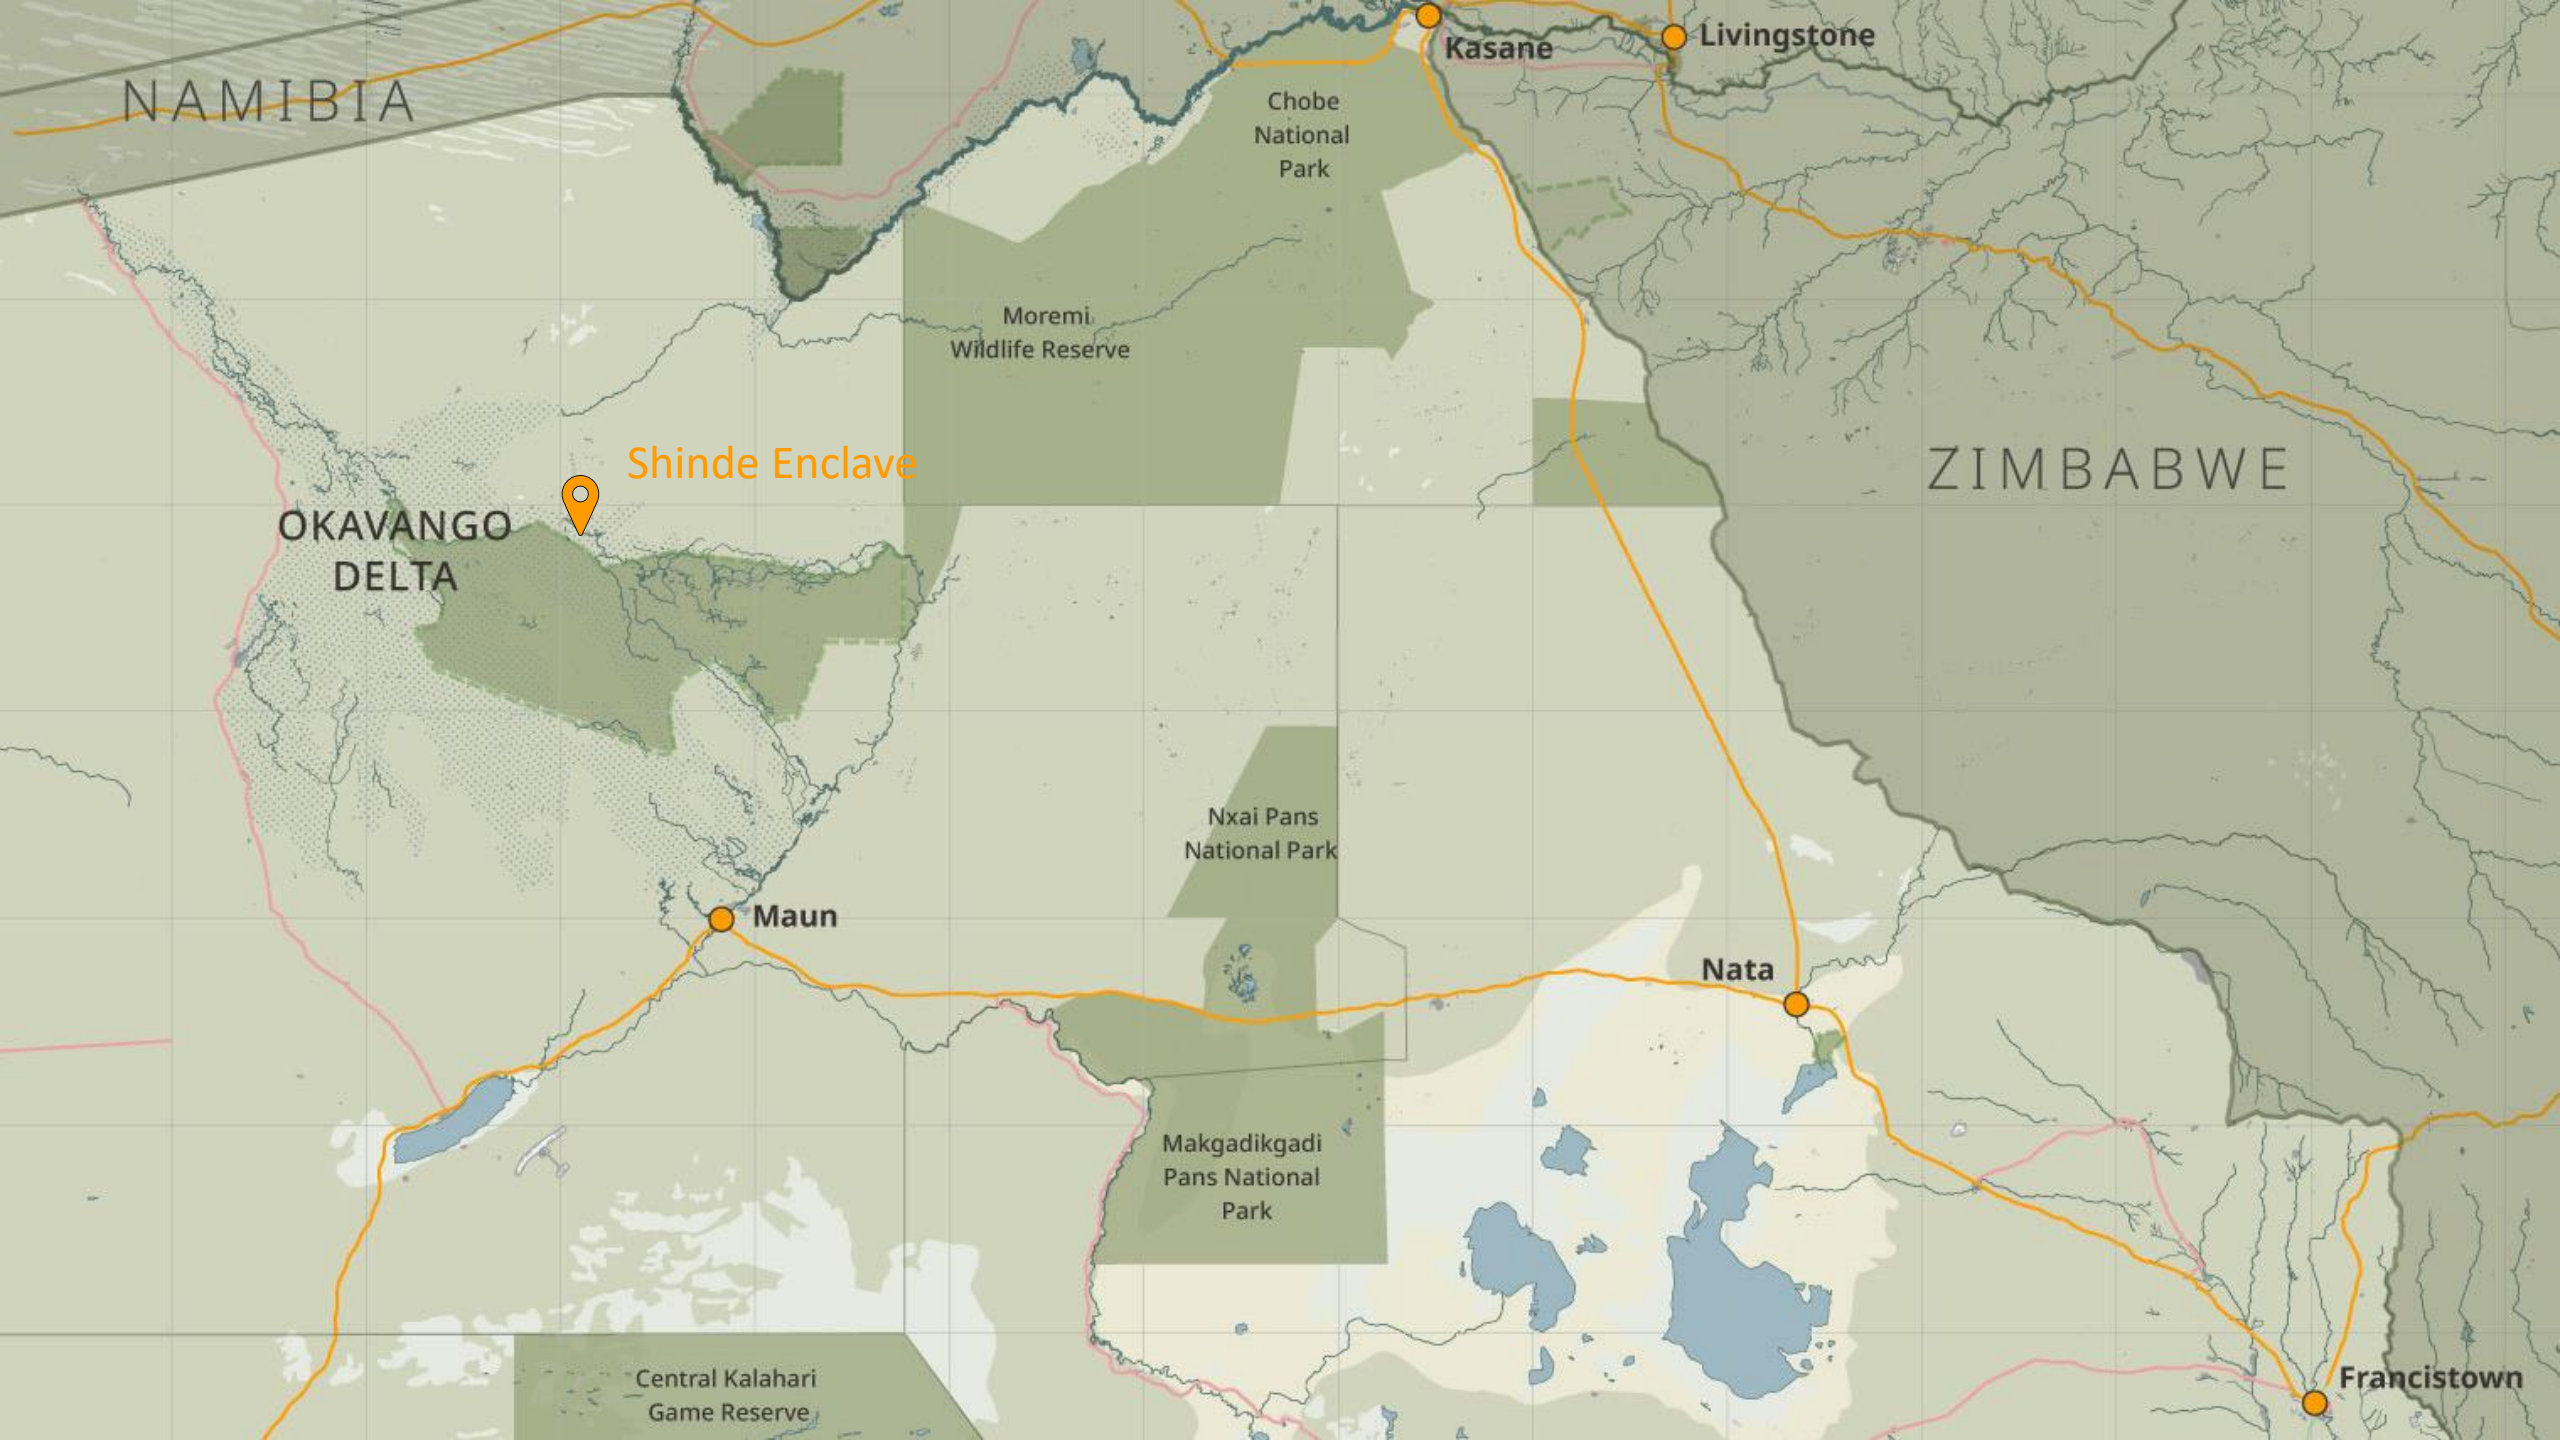 Kasane
Livingstone
NAMIBIA
Chobe
National
Park
Moremi
Wildlife Reserve
Shinde Enclave
ZIMBABWE
OKAVANGO
DELTA
Nxai Pans
National Park
Maun
Nata
Makgadikgadi
Pans National
Park
Central Kalahari
Game Reserve
Francistown